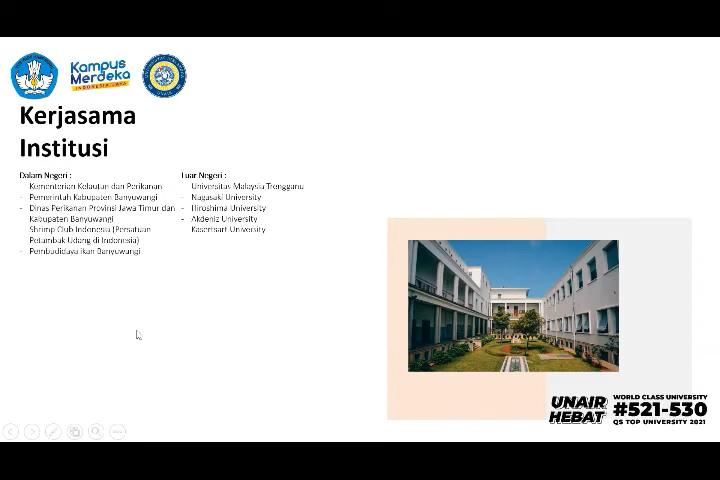 Kampus
Merdeka
INDONESIA JAYA
Kerjasama
Institusi
Dalam Negeri :
Kementerian Kelautan dan Perikanan
- Pemerintah Kabupaten Banyuwangi
- Dinas Perikanan Provinsi Jawa Timur dan
Kabupaten Banyuwangi
Shrimp Club Indonesia (Persatuan
Petambak Udang di Indonesia)
- Pembudidaya ikan Banyuwangi
Luar Negeri :
Universitas Malaysia Trengganu
- Nagasaki University
- Hiroshima University
- Akdeniz University
Kasertsart University
UNAIR
HEBAT
WORLD CLASS UNIVERSITY
#521-530
QS TOP UNIVERSITY 2021